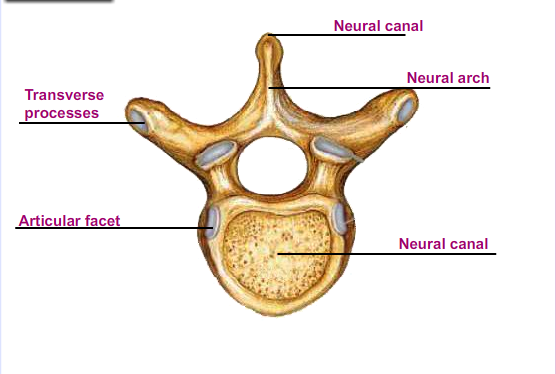 Neural canal
Neural arch
Transverse
processes
Articular facet
Neural canal